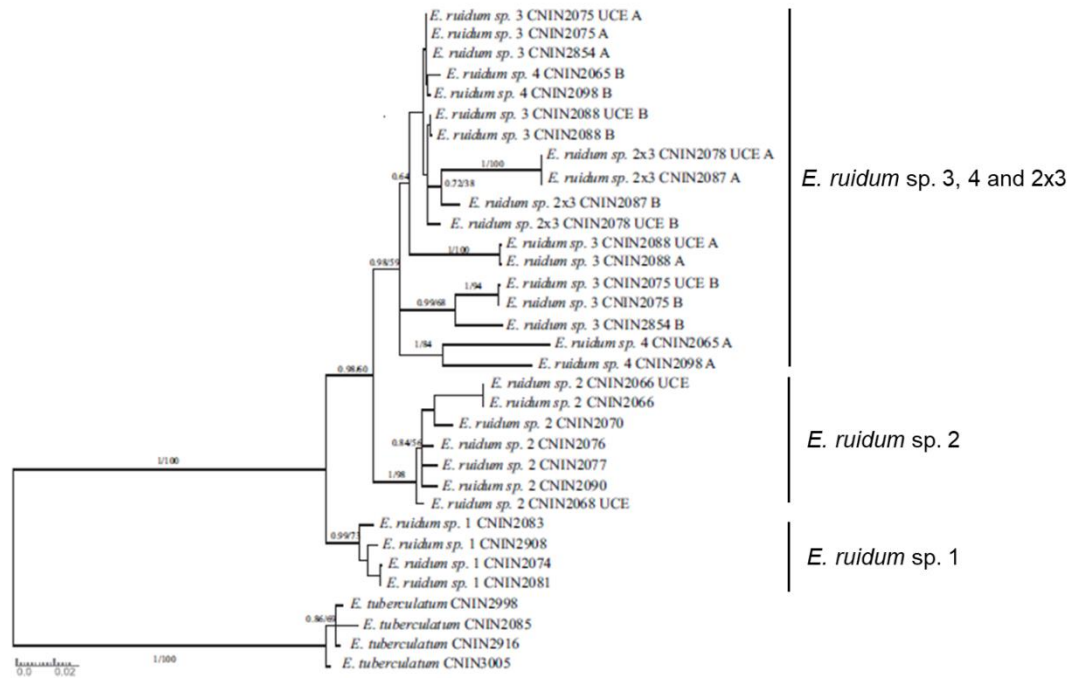 E. ruidum sp. 3 CNIN2075 UCE A
E. ruidum sp. 3 CNIN2075 A
E. ruidum sp. 3 CNIN2854 A
E. ruidum sp. 4 CNIN2065 B
E. ruidum sp. 4 CNIN2098 B
E. ruidum sp. 3 CNIN2088 UCE B
E. ruidum sp. 3 CNIN2088 B
E. ruidum sp. 2x3 CNIN2078 UCE A
1/100
E. ruidum sp. 2x3 CNIN2087 A
0.64
0.72/38
E. ruidum sp. 3, 4 and 2x3
E. ruidum sp. 2x3 CNIN2087 B
E. ruidum sp. 2x3 CNIN2078 UCE B
E. ruidum sp. 3 CNIN2088 UCE A
1/100
E. ruidum sp. 3 CNIN2088 A
0.98/59
E. ruidum sp. 3 CNIN2075 UCE B
1/94
E. ruidum sp. 3 CNIN2075 B
0.99/68
E. ruidum sp. 3 CNIN2854 B
E. ruidum sp. 4 CNIN2065 A
1/84
E. ruidum sp. 4 CNIN2098 A
0.98/60
E. ruidum sp. 2 CNIN2066 UCE
E. ruidum sp. 2 CNIN2066
E. ruidum sp. 2 CNIN2070
0.84/56
E. ruidum sp. 2 CNIN2076
E. ruidum sp. 2
E. ruidum sp. 2 CNIN2077
1/100
1/98
E. ruidum sp. 2 CNIN2090
E. ruidum sp. 2 CNIN2068 UCE
E. ruidum sp. 1 CNIN2083
E. ruidum sp. 1 CNIN2908
E. ruidum sp. 1 CNIN2074
E. ruidum sp. 1
E. ruidum sp. 1 CNIN2081
E. tuberculatum CNIN2998
E. tuberculatum CNIN2085
E. tuberculatum CNIN2916
1/100
E. tuberculatum CNIN3005
0.0 0.02